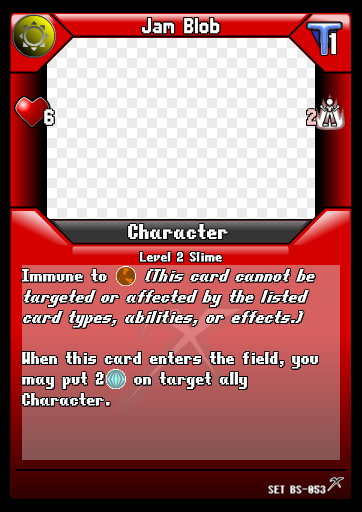 Jam Blob
T1
6
2
Character
Level 2 Slime
Immune to (This card cannot be
targeted or affected by the listed
card types, abilities, or effects.)
When this card enters the field, you
may put 2 on target ally
Character.
SET BS-053